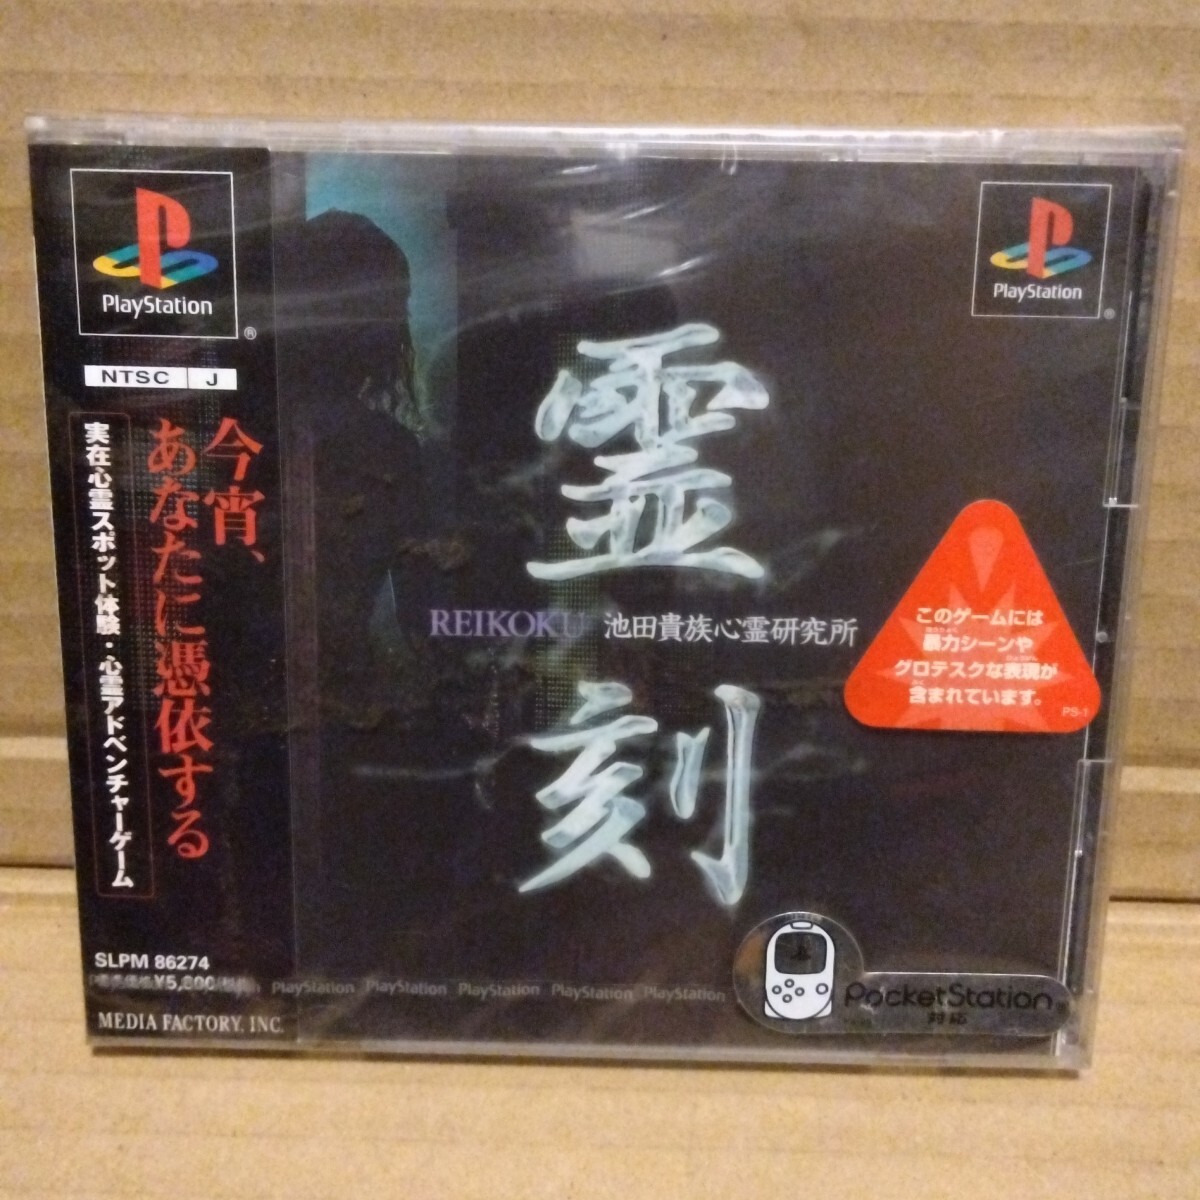 PlayStation
®
NTSC J
今宵、
あなたに憑依する
実在心霊スポット体験・心霊アドベンチャーゲーム
SLPM 86274
MEDIA FACTORY, INC.
PlayStation
®
霊
REIKOKU 池田貴族心霊研究所
刻
このゲームには
暴力シーンや
グロテスクな表現が
含まれています。
PS-1
PlayStation PlayStation PlayStation PlayStation PlayStation
PocketStation
対応